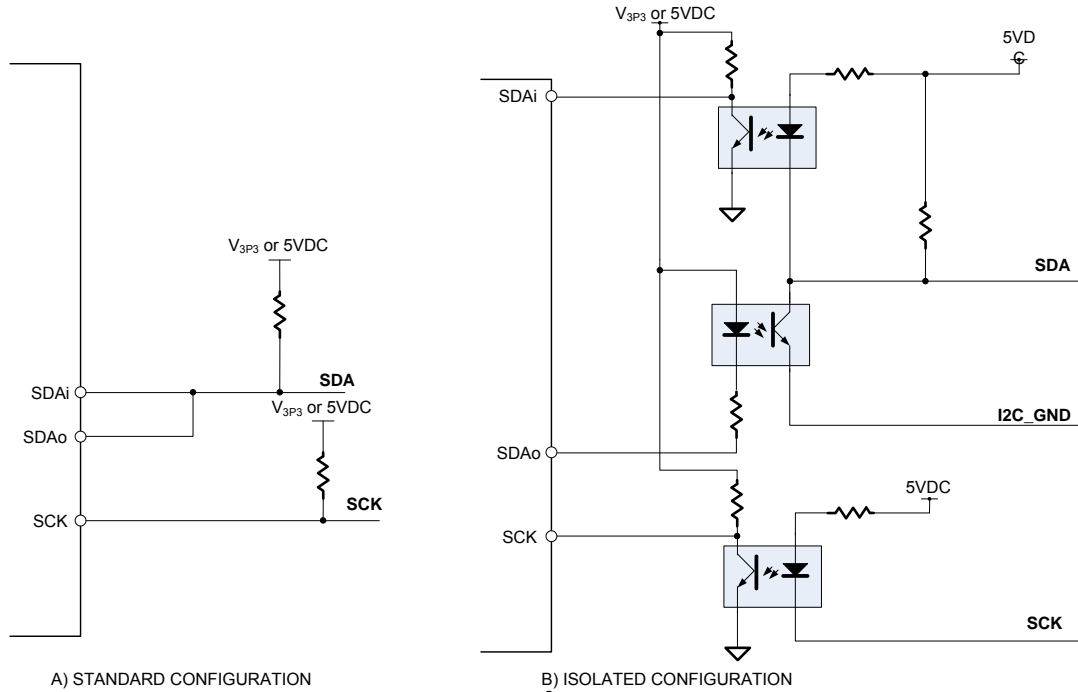 V3P3 or 5VDC
SDA
SDAi
V3P3 or 5VDC
SDAo
SCK
SCK
A) STANDARD CONFIGURATION
V3P3 or 5VDC
5VD
C
SDAi
SDA
I2C_GND
SDAo
5VDC
SCK
SCK
B) ISOLATED CONFIGURATION